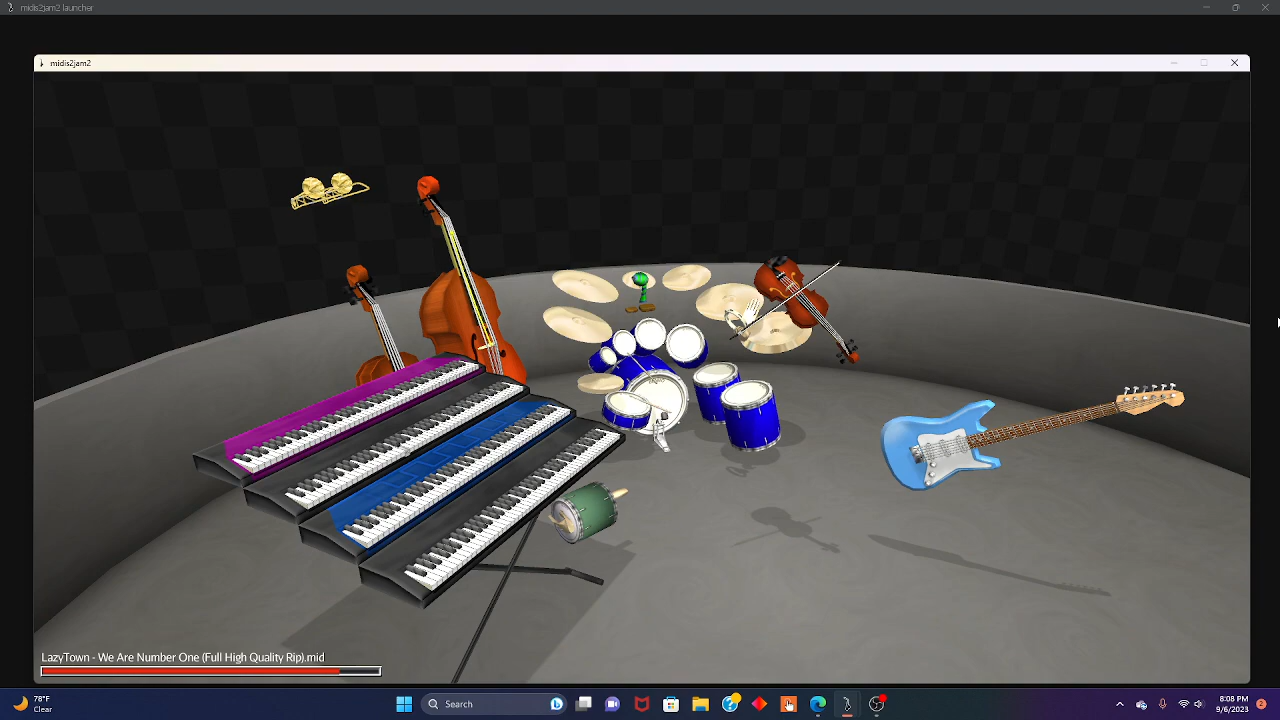 midis2jam2 launcher
midis2jam2
LazyTown - We Are Number One (Full High Quality Rip).mid
78°F
Clear
Search
8:08 PM
9/6/2023
2